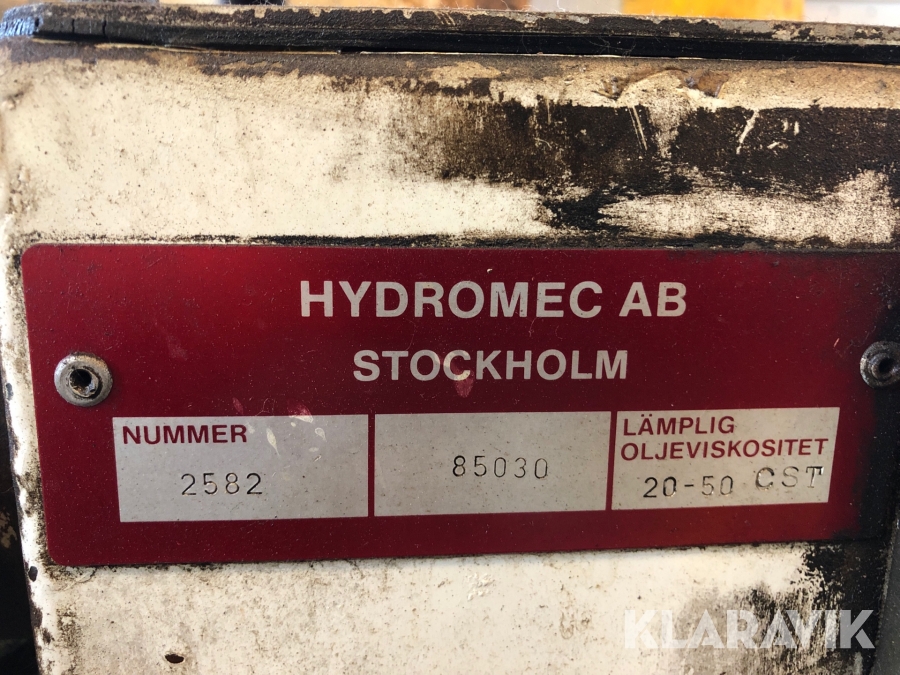 HYDROMEC AB
STOCKHOLM
NUMMER
2582
85030
LÄMPLIG
OLJEVISKOSITET
20-50 CST
KLARAVIK